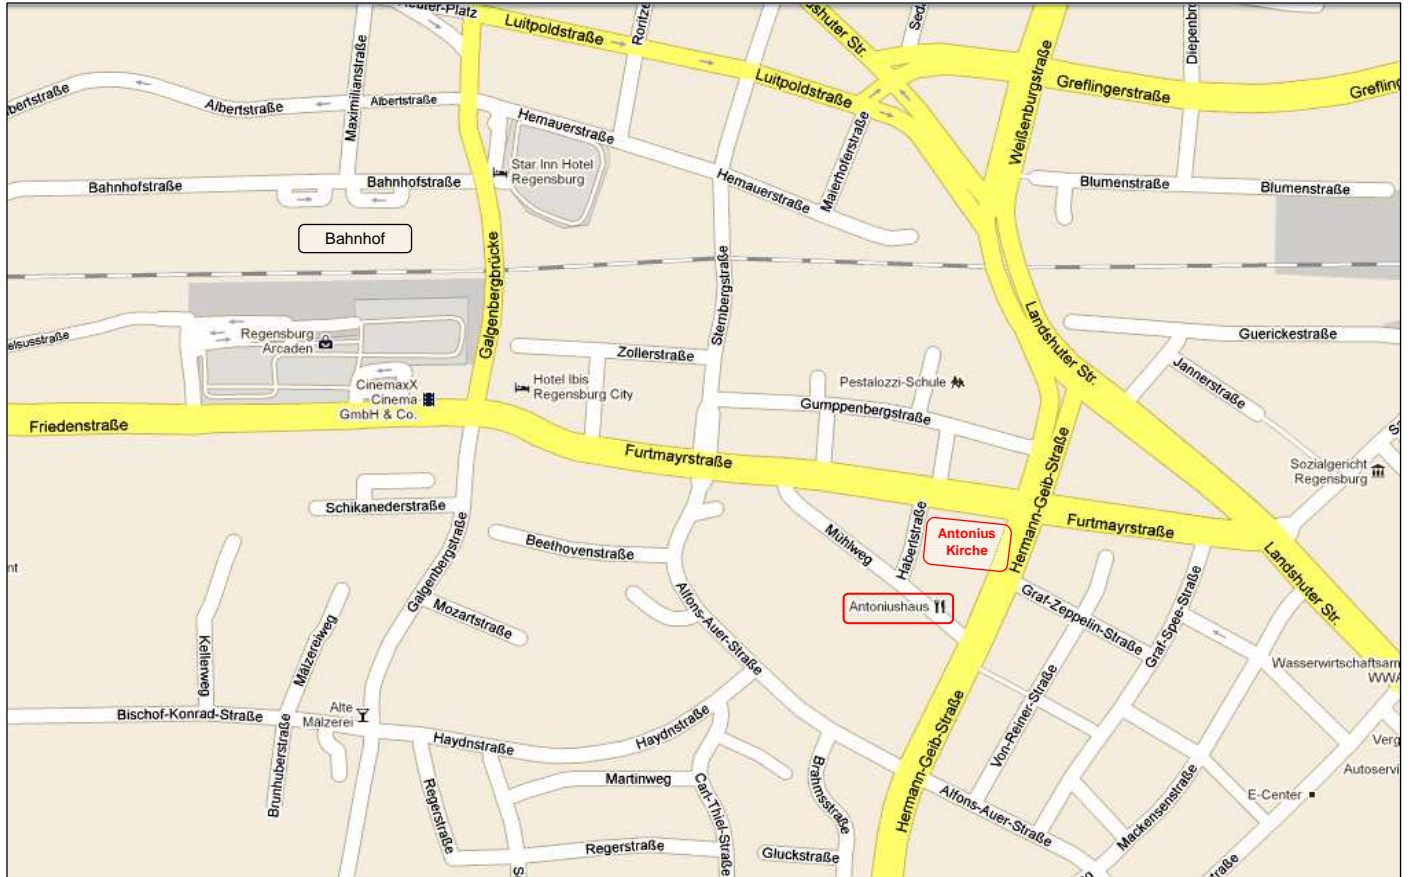 Luitpoldstraße
Luitpoldstraße
Landshuter Str.
Greflingerstraße
Weißenburgstraße
Maximilianstraße
Albertstraße
Albertstraße
Hemauerstraße
Hemauerstraße
Maierhoferstraße
Star Inn Hotel
Regensburg
Bahnhofstraße
Bahnhofstraße
Blumenstraße
Blumenstraße
Bahnhof
Galgenbergbrücke
Sternbergstraße
Regensburg
Arcaden
Zollerstraße
Guerickestraße
Jannerstraße
CinemaxX
Cinema
GmbH & Co.
Hotel Ibis
Regensburg City
Pestalozzi-Schule
Gumppenbergstraße
Friedenstraße
Furtmayrstraße
Furtmayrstraße
Hermann-Geib-Straße
Sozialgericht
Regensburg
Schikanederstraße
Galgenbergstraße
Beethovenstraße
Mozartstraße
Mühlweg
Haberlstraße
Antonius
Kirche
Antoniushaus
Landshuter Str.
Graf-Zeppelin-Straße
Graf-Spee-Straße
Alfons-Auer-Straße
Kellerweg
Mälzereiweg
Bischof-Konrad-Straße
Brunhuberstraße
Alte
Mälzerei
Haydnstraße
Haydnstraße
Martinweg
Regerstraße
Regerstraße
Carl-Thiel-Straße
Brahmsstraße
Gluckstraße
Hermann-Geib-Straße
Von-Reiner-Straße
Alfons-Auer-Straße
Mackensenstraße
E-Center